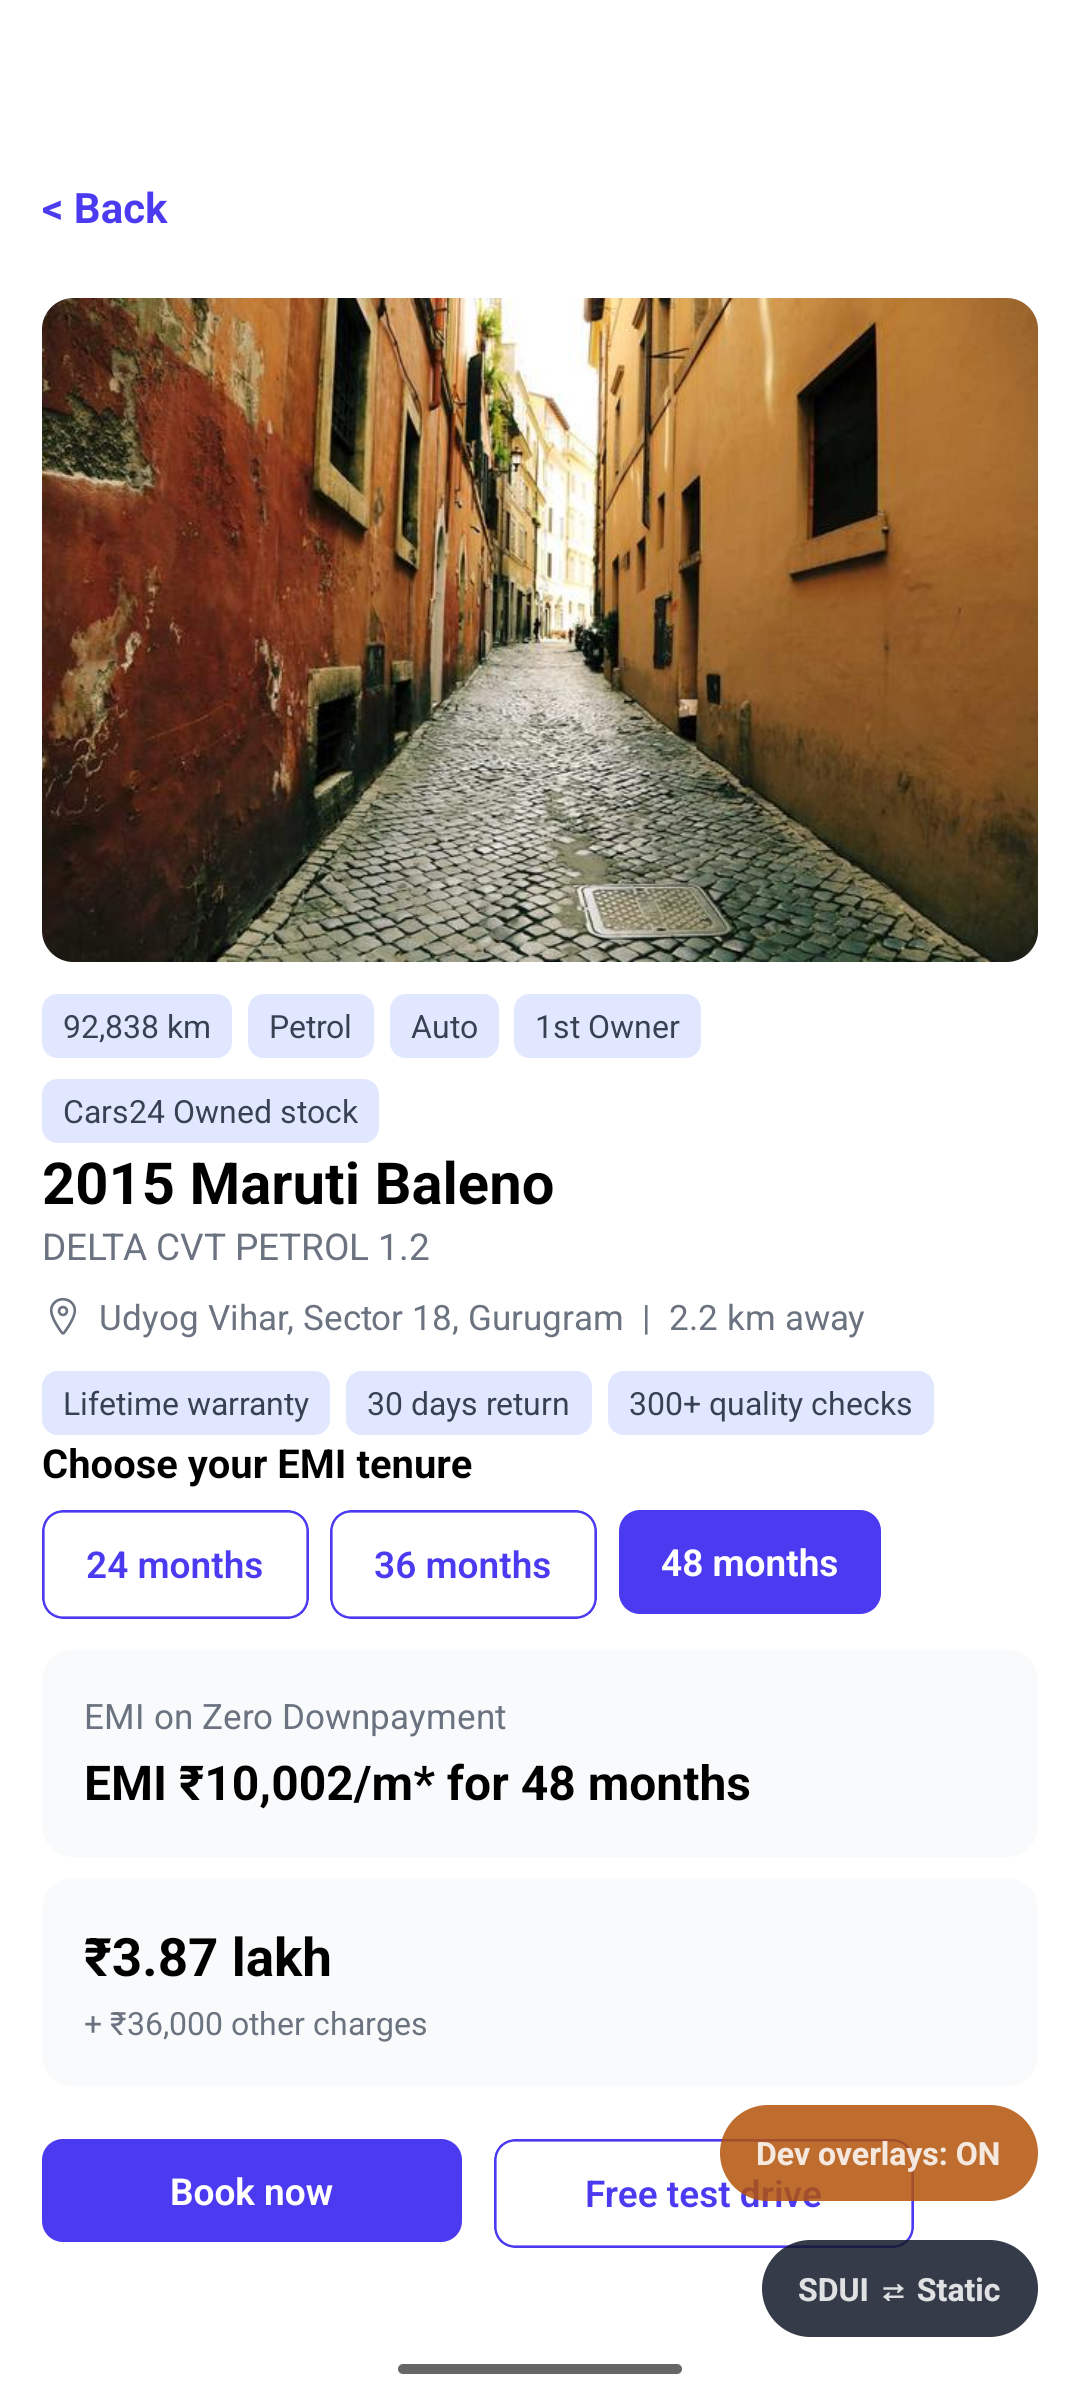 < Back
92,838 km Petrol Auto 1st Owner
Cars24 Owned stock
2015 Maruti Baleno
DELTA CVT PETROL 1.2
Udyog Vihar, Sector 18, Gurugram | 2.2 km away
Lifetime warranty 30 days return 300+ quality checks
Choose your EMI tenure
24 months 36 months 48 months
EMI on Zero Downpayment
EMI ₹10,002/m* for 48 months
₹3.87 lakh
+ ₹36,000 other charges
Dev overlays: ON
Book now Free test drive
SDUI ⇄ Static